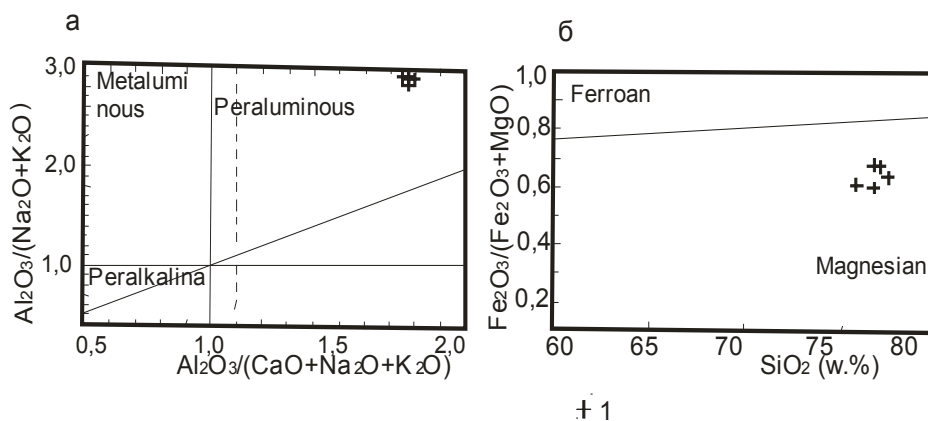 а
3,0
2,0
1,0
Metalumi
nous
Peraluminous
Peralkalina
Al₂O₃/(Na₂O+K₂O)
0,5
1,0
1,5
2,0
Al₂O₃/(CaO+Na₂O+K₂O)
б
1,0
0,8
0,6
0,4
0,2
Ferroan
Magnesian
Fe₂O₃/(Fe₂O₃+MgO)
60
65
70
75
80
SiO₂ (w.%)
1